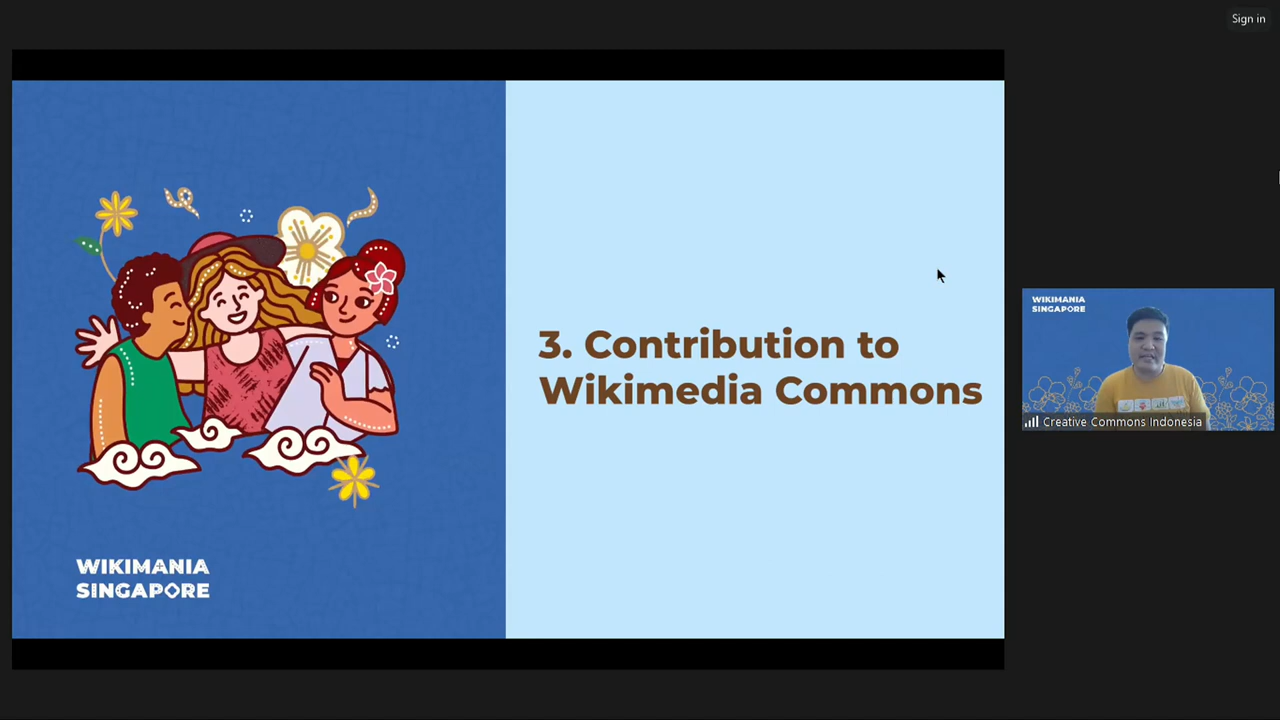 Sign in
3. Contribution to
Wikimedia Commons
WIKIMANIA
SINGAPORE
WIKIMANIA
SINGAPORE
Creative Commons Indonesia